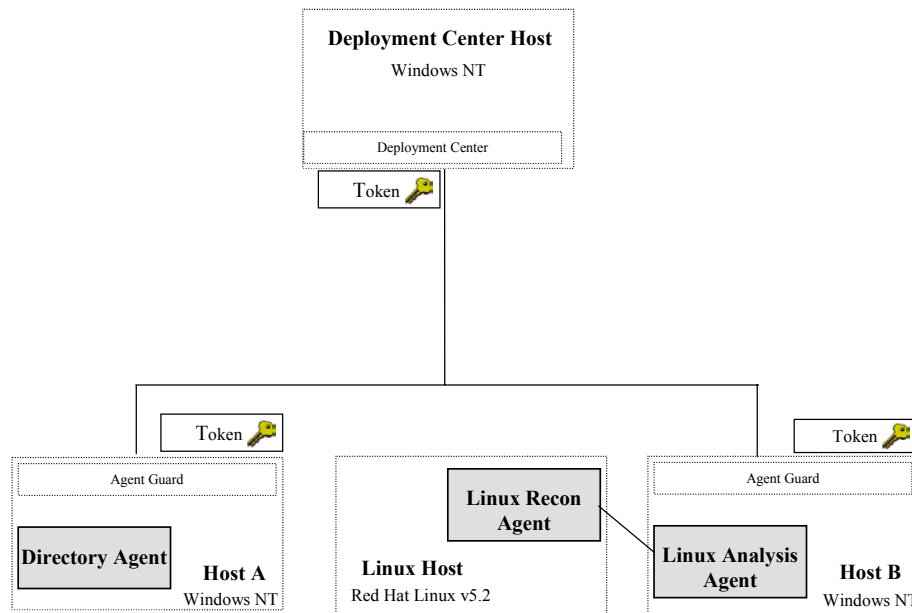 Deployment Center Host
Windows NT
Deployment Center
Token
Token
Token
Agent Guard
Agent Guard
Linux Recon
Agent
Directory Agent
Linux Analysis
Agent
Host A
Windows NT
Linux Host
Red Hat Linux v5.2
Host B
Windows NT